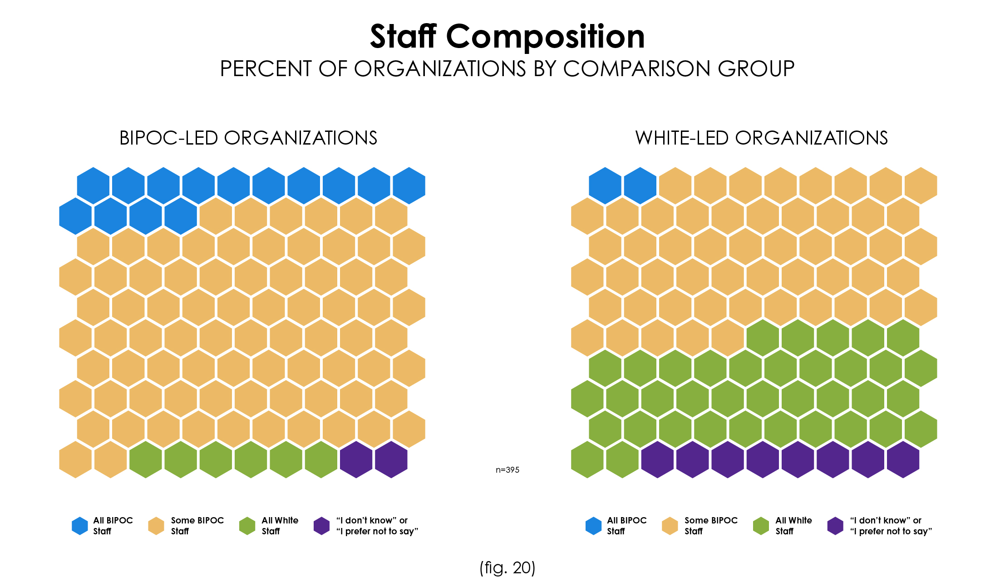 Staff Composition
PERCENT OF ORGANIZATIONS BY COMPARISON GROUP
BIPOC-LED ORGANIZATIONS
WHITE-LED ORGANIZATIONS
n=395
All BIPOC
Staff
Some BIPOC
Staff
All White
Staff
“I don’t know” or
“I prefer not to say”
All BIPOC
Staff
Some BIPOC
Staff
All White
Staff
“I don’t know” or
“I prefer not to say”
(fig. 20)